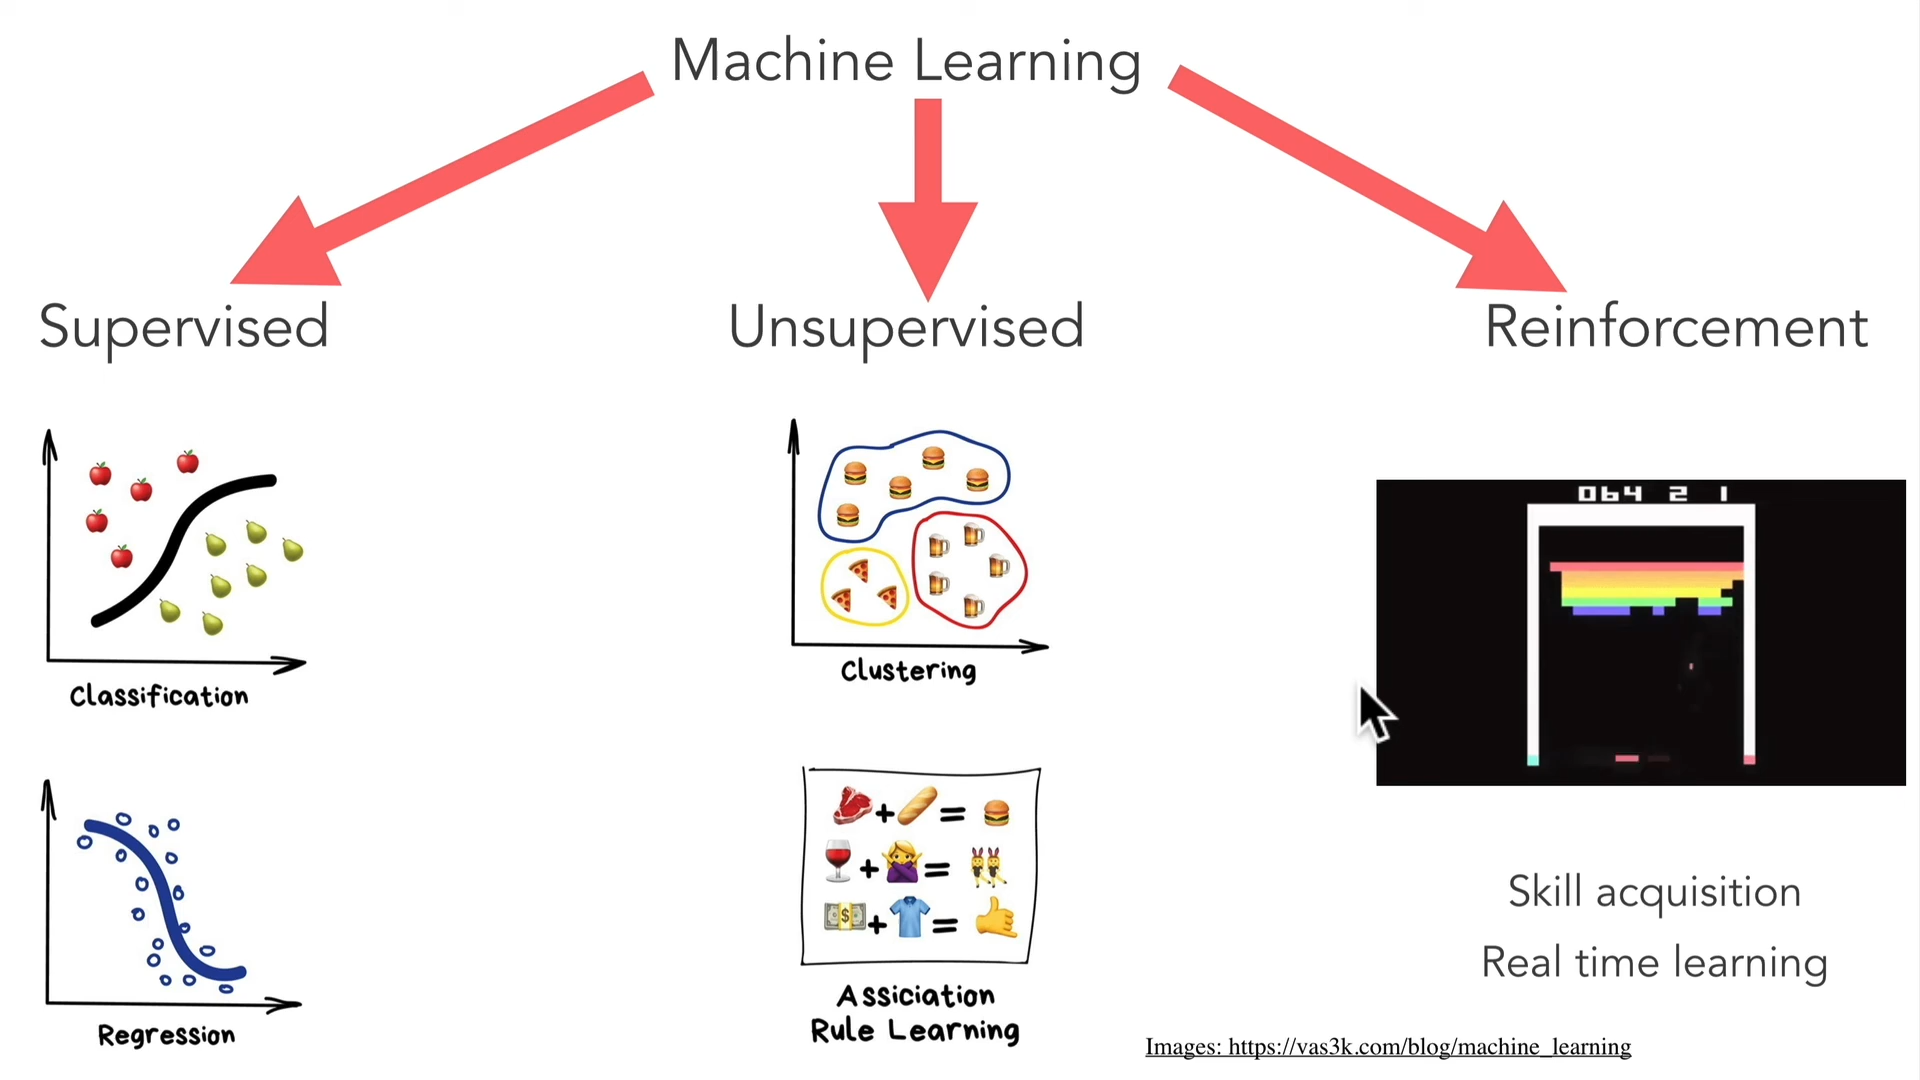 Machine Learning
Supervised
Unsupervised
Reinforcement
Classification
Regression
Clustering
+ =
+ =
+ =
Assiciation
Rule Learning
064 2 1
Skill acquisition
Real time learning
Images: https://vas3k.com/blog/machine_learning